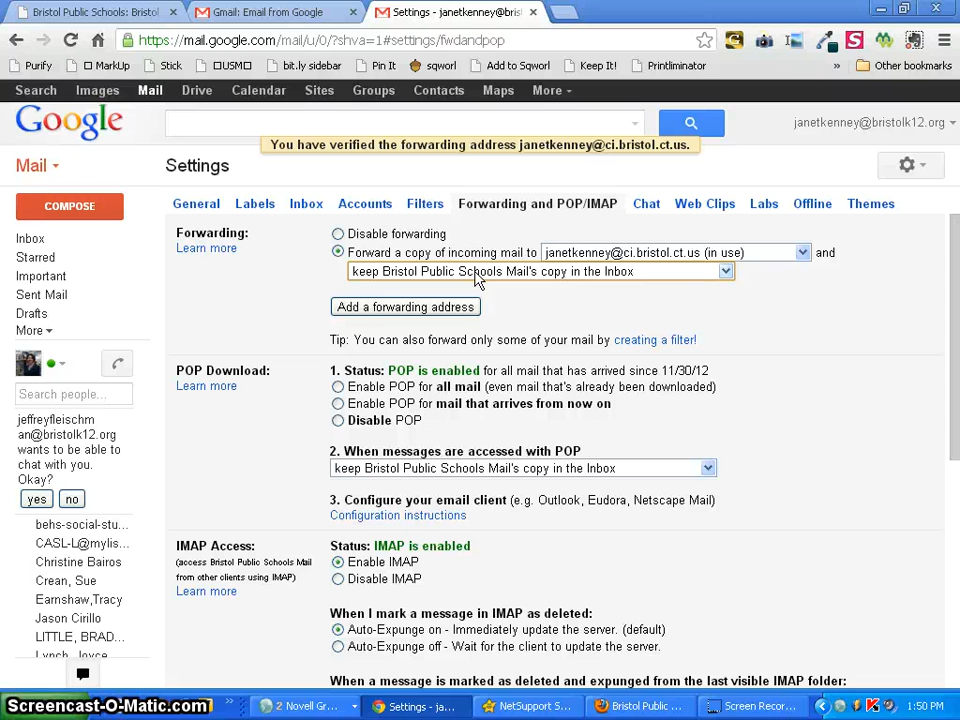 Bristol Public Schools: Bristol
Gmail: Email from Google
Settings - janetkenney@bris
https://mail.google.com/mail/u/0/?shva=1#settings/fwdandpop
Purify
MarkUp
Stick
USM
bit.ly sidebar
Pin It
sqworl
Add to Sqworl
Keep It!
Printliminator
» Other bookmarks
Search Images Mail Drive Calendar Sites Groups Contacts Maps More
Google
janetkenney@bristolk12.org
You have verified the forwarding address janetkenney@ci.bristol.ct.us.
Mail
Settings
COMPOSE
General Labels Inbox Accounts Filters Forwarding and POP/IMAP Chat Web Clips Labs Offline Themes
Inbox
Starred
Important
Sent Mail
Drafts
More
Search people...
jeffreyfleischm
an@bristolk12.org
wants to be able to
chat with you.
Okay?
yes no
behs-social-stu...
CASL-L@mylis...
Christine Bairos
Crean, Sue
Earnshaw,Tracy
Jason Cirillo
LITTLE, BRAD...
Lynch, Joyce
Forwarding:
Learn more
Disable forwarding
Forward a copy of incoming mail to janetkenney@ci.bristol.ct.us (in use) and
keep Bristol Public Schools Mail's copy in the Inbox
Add a forwarding address
Tip: You can also forward only some of your mail by creating a filter!
POP Download:
Learn more
1. Status: POP is enabled for all mail that has arrived since 11/30/12
Enable POP for all mail (even mail that's already been downloaded)
Enable POP for mail that arrives from now on
Disable POP
2. When messages are accessed with POP
keep Bristol Public Schools Mail's copy in the Inbox
3. Configure your email client (e.g. Outlook, Eudora, Netscape Mail)
Configuration instructions
IMAP Access:
(access Bristol Public Schools Mail
from other clients using IMAP)
Learn more
Status: IMAP is enabled
Enable IMAP
Disable IMAP
When I mark a message in IMAP as deleted:
Auto-Expunge on - Immediately update the server. (default)
Auto-Expunge off - Wait for the client to update the server.
When a message is marked as deleted and expunged from the last visible IMAP folder:
Screencast-O-Matic.com
»
2 Novell Gr...
Settings - ja...
NetSupport S...
Bristol Public ...
Screen Recor...
1:50 PM